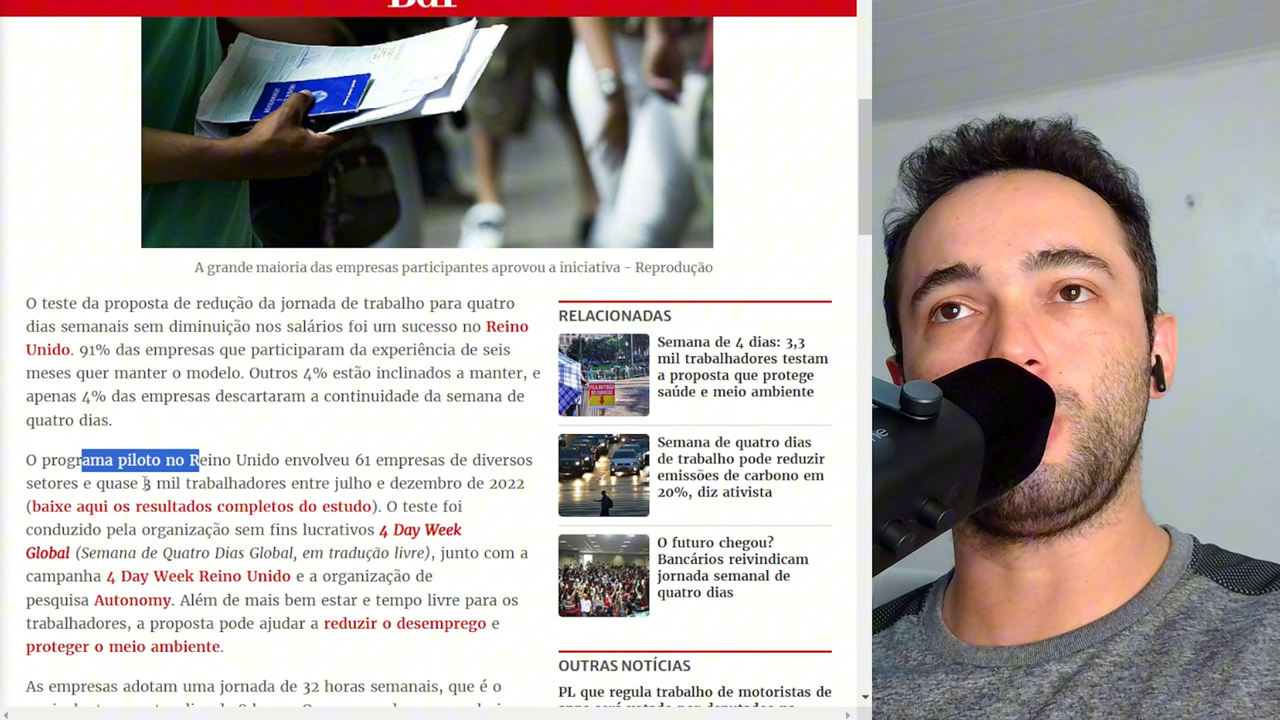 BdF
A grande maioria das empresas participantes aprovou a iniciativa - Reprodução
O teste da proposta de redução da jornada de trabalho para quatro
dias semanais sem diminuição nos salários foi um sucesso no Reino
Unido. 91% das empresas que participaram da experiência de seis
meses quer manter o modelo. Outros 4% estão inclinados a manter, e
apenas 4% das empresas descartaram a continuidade da semana de
quatro dias.
O programa piloto no Reino Unido envolveu 61 empresas de diversos
setores e quase 3 mil trabalhadores entre julho e dezembro de 2022
(baixe aqui os resultados completos do estudo). O teste foi
conduzido pela organização sem fins lucrativos 4 Day Week
Global (Semana de Quatro Dias Global, em tradução livre), junto com a
campanha 4 Day Week Reino Unido e a organização de
pesquisa Autonomy. Além de mais bem estar e tempo livre para os
trabalhadores, a proposta pode ajudar a reduzir o desemprego e
proteger o meio ambiente.
As empresas adotam uma jornada de 32 horas semanais, que é o
RELACIONADAS
Semana de 4 dias: 3,3
mil trabalhadores testam
a proposta que protege
saúde e meio ambiente
Semana de quatro dias
de trabalho pode reduzir
emissões de carbono em
20%, diz ativista
O futuro chegou?
Bancários reivindicam
jornada semanal de
quatro dias
OUTRAS NOTÍCIAS
PL que regula trabalho de motoristas de